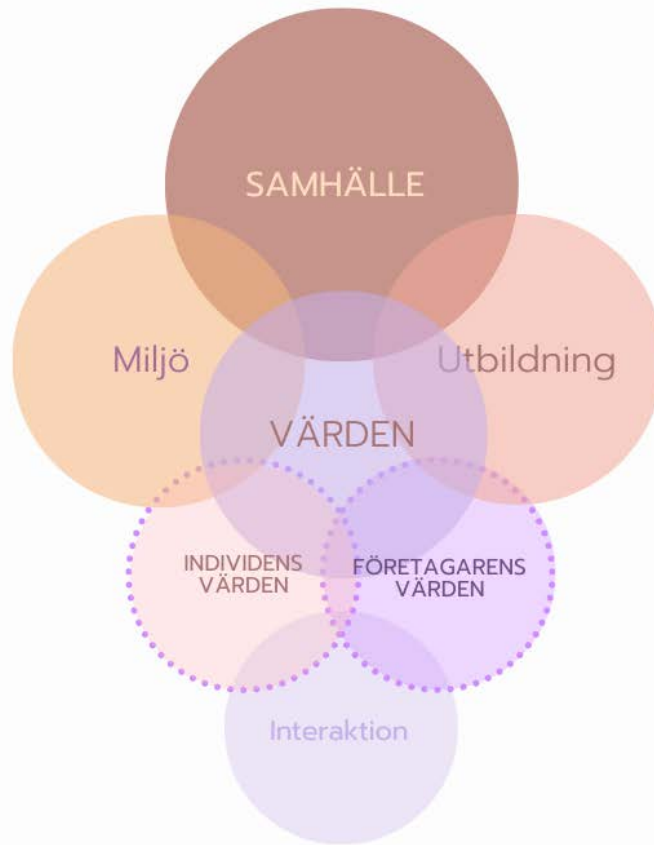 SAMHÄLLE
Miljö
Utbildning
VÄRDEN
INDIVIDENS
VÄRDEN
FÖRETAGARENS
VÄRDEN
Interaktion